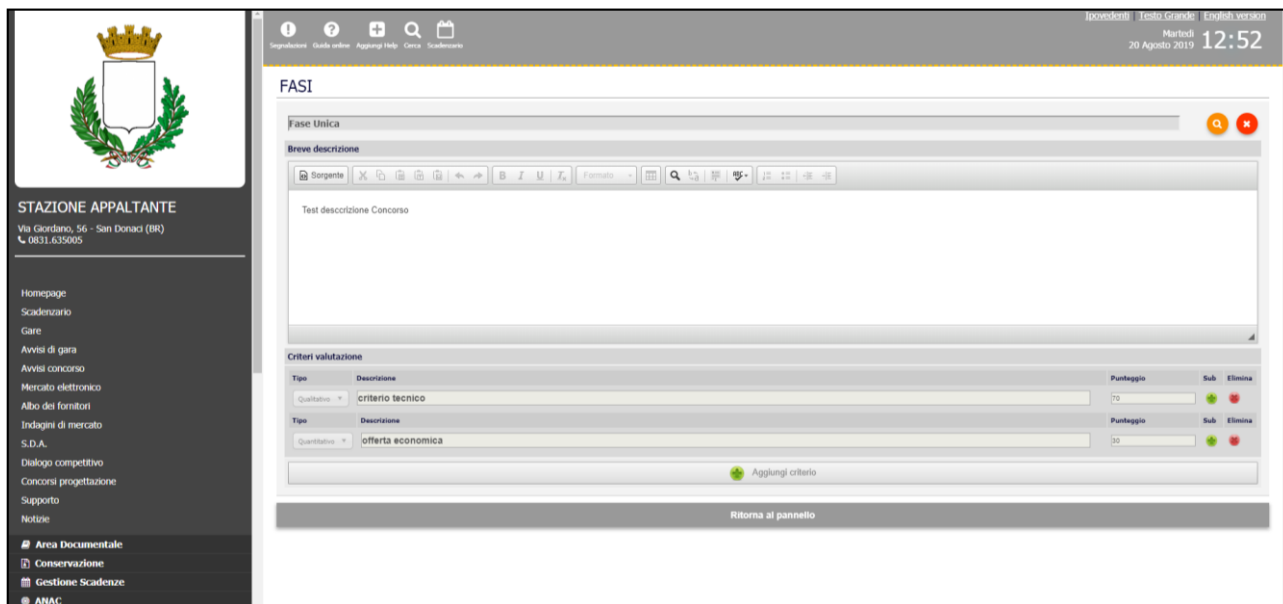 Ipovedenti | Testo Grande | English version
Segnalazioni Guida online Aggiungi Help Cerca Scadenzario
Martedì
20 Agosto 2019 12:52
STAZIONE APPALTANTE
Via Giordano, 56 - San Donaci (BR)
0831.635005
Homepage
Scadenzario
Gare
Avvisi di gara
Avvisi concorso
Mercato elettronico
Albo dei fornitori
Indagini di mercato
S.D.A.
Dialogo competitivo
Concorsi progettazione
Supporto
Notizie
Area Documentale
Conservazione
Gestione Scadenze
ANAC
FASI
Fase Unica
Breve descrizione
Sorgente B I U Tx Formato
Test desccrizione Concorso
Criteri valutazione
Tipo Descrizione Punteggio Sub Elimina
Qualitativo criterio tecnico 70
Tipo Descrizione Punteggio Sub Elimina
Quantitativo offerta economica 30
Aggiungi criterio
Ritorna al pannello